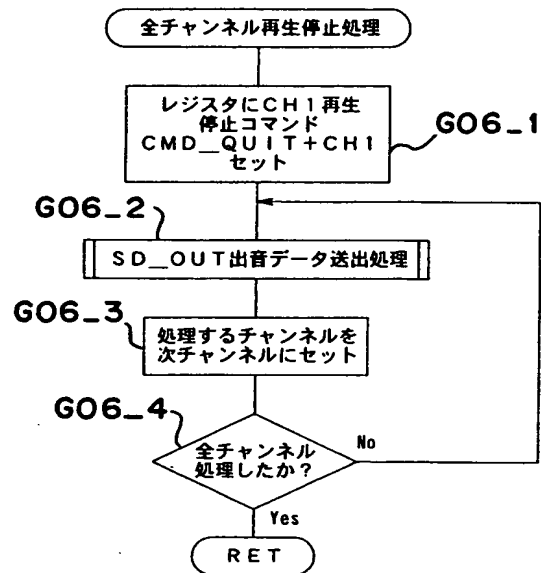 全チャンネル再生停止処理
レジスタにCH1再生
停止コマンド
CMD__QUIT+CH1
セット
G06_1
G06_2
SD__OUT出音データ送出処理
G06_3
処理するチャンネルを
次チャンネルにセット
G06_4
全チャンネル
処理したか？
No
Yes
RET